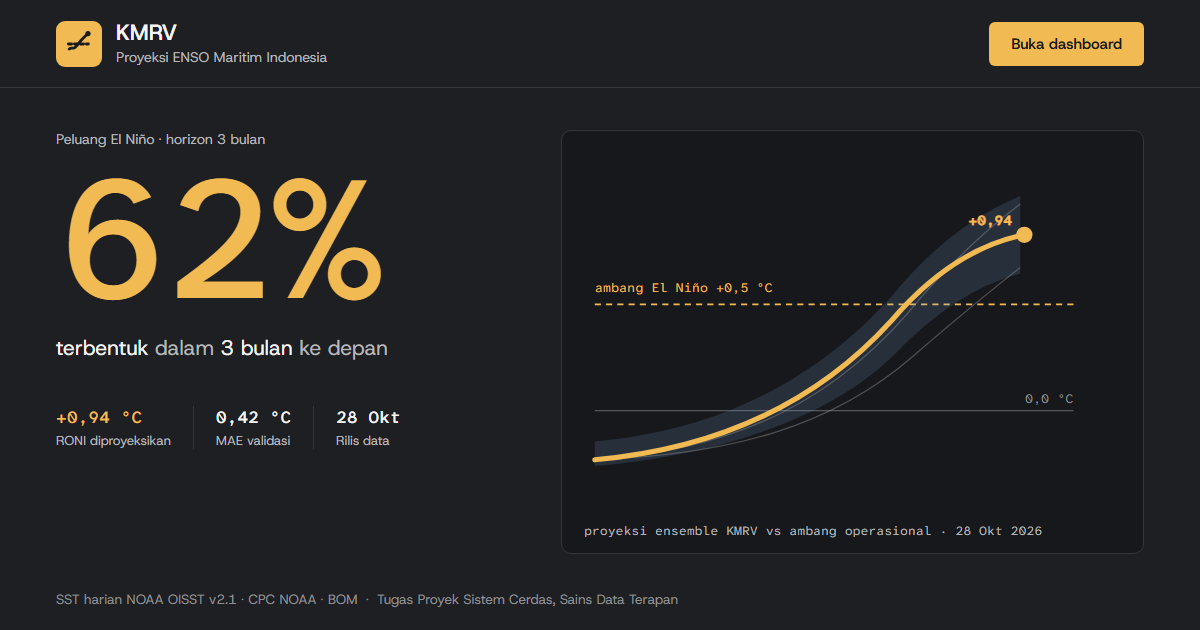 KMRV
Proyeksi ENSO Maritim Indonesia
Buka dashboard
Peluang El Niño · horizon 3 bulan
62%
terbentuk dalam 3 bulan ke depan
+0,94 °C
RONI diproyeksikan
0,42 °C
MAE validasi
28 Okt
Rilis data
+0,94
ambang El Niño +0,5 °C
0,0 °C
proyeksi ensemble KMRV vs ambang operasional · 28 Okt 2026
SST harian NOAA OISST v2.1 · CPC NOAA · BOM · Tugas Proyek Sistem Cerdas, Sains Data Terapan